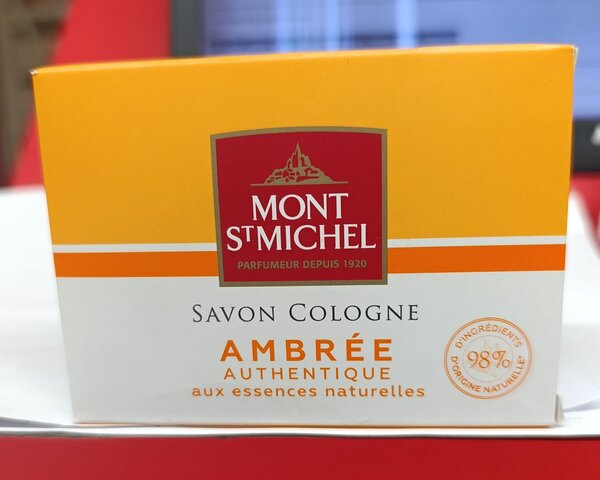 MONT
ST MICHEL
PARFUMEUR DEPUIS 1920
SAVON COLOGNE
AMBRÉE
AUTHENTIQUE
aux essences naturelles
D'INGRÉDIENTS
98%
D'ORIGINE NATURELLE*